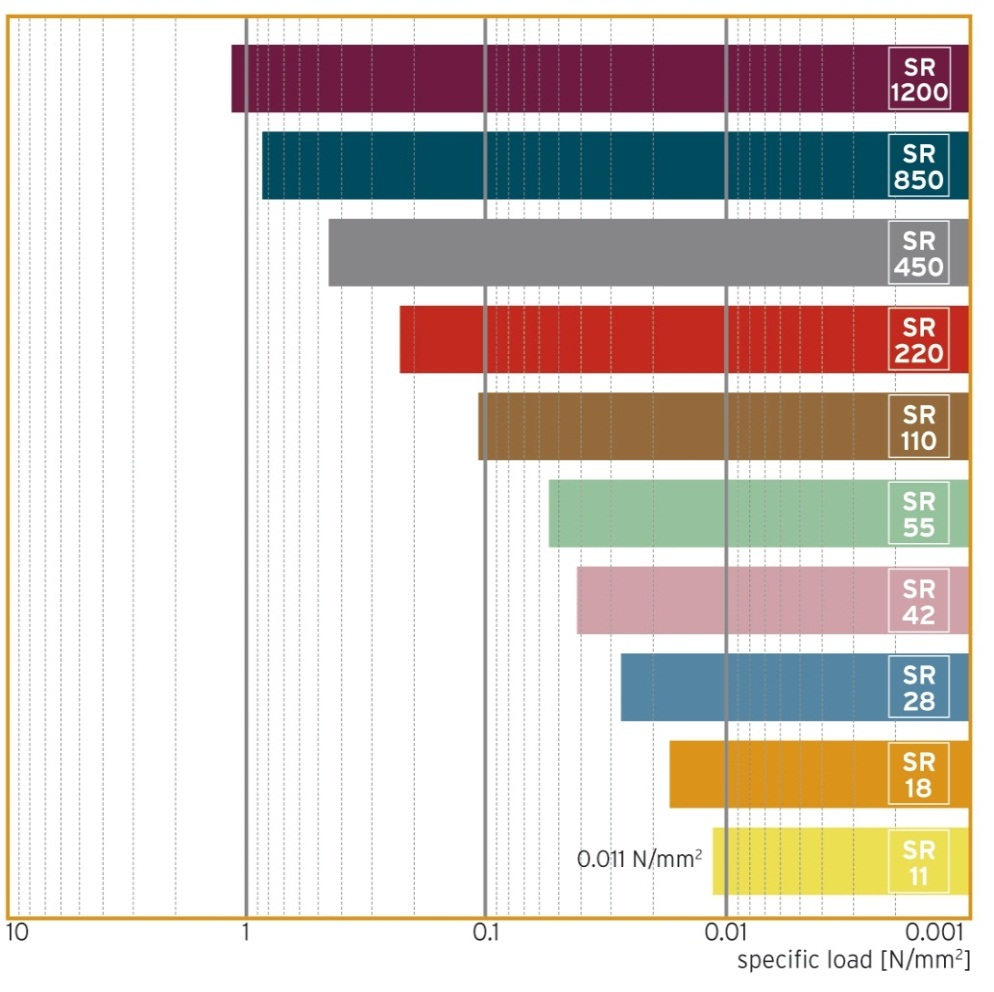 SR
1200
SR
850
SR
450
SR
220
SR
110
SR
55
SR
42
SR
28
SR
18
0.011 N/mm²
SR
11
10 1 0.1 0.01 0.001
specific load [N/mm²]